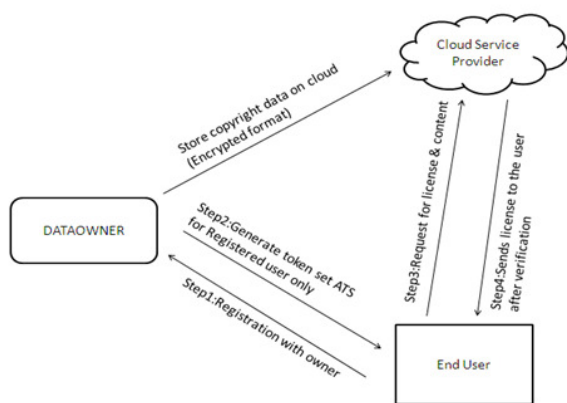 Cloud Service
Provider
Store copyright data on cloud
(Encrypted format)
DATAOWNER
Step2:Generate token set ATS
for Registered user only
Step1:Registration with owner
Step3:Request for license & content
Step4:Sends license to the user
after verification
End User